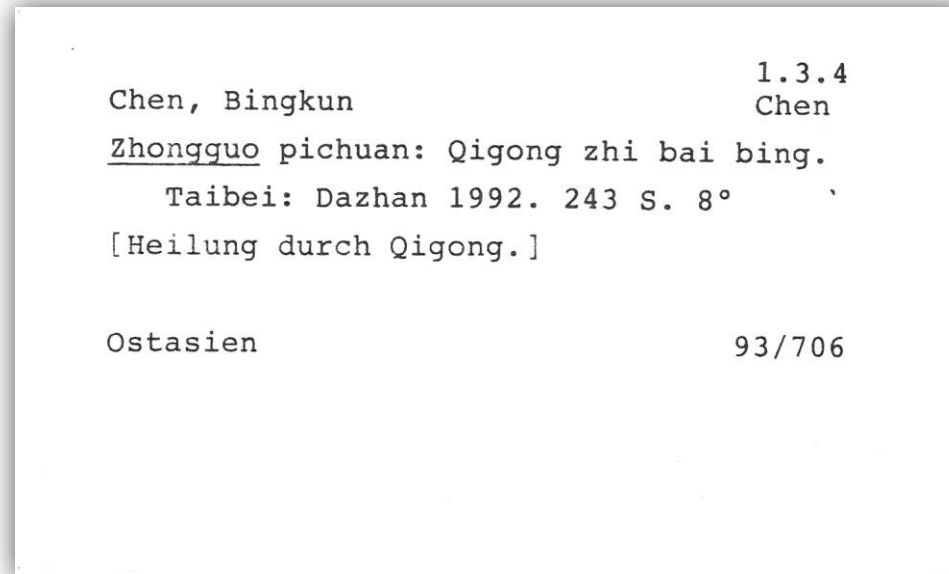 1.3.4
Chen, Bingkun Chen
Zhongguo pichuan: Qigong zhi bai bing.
Taibei: Dazhan 1992. 243 S. 8°
[Heilung durch Qigong.]
Ostasien 93/706